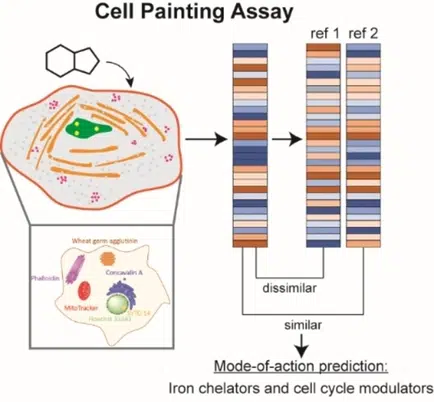 Cell Painting Assay
ref 1 ref 2
Wheat germ agglutinin
Phalloidin
Concavalin A
MitoTracker
SYTO 14
Hoechst 33342
dissimilar
similar
Mode-of-action prediction:
Iron chelators and cell cycle modulators